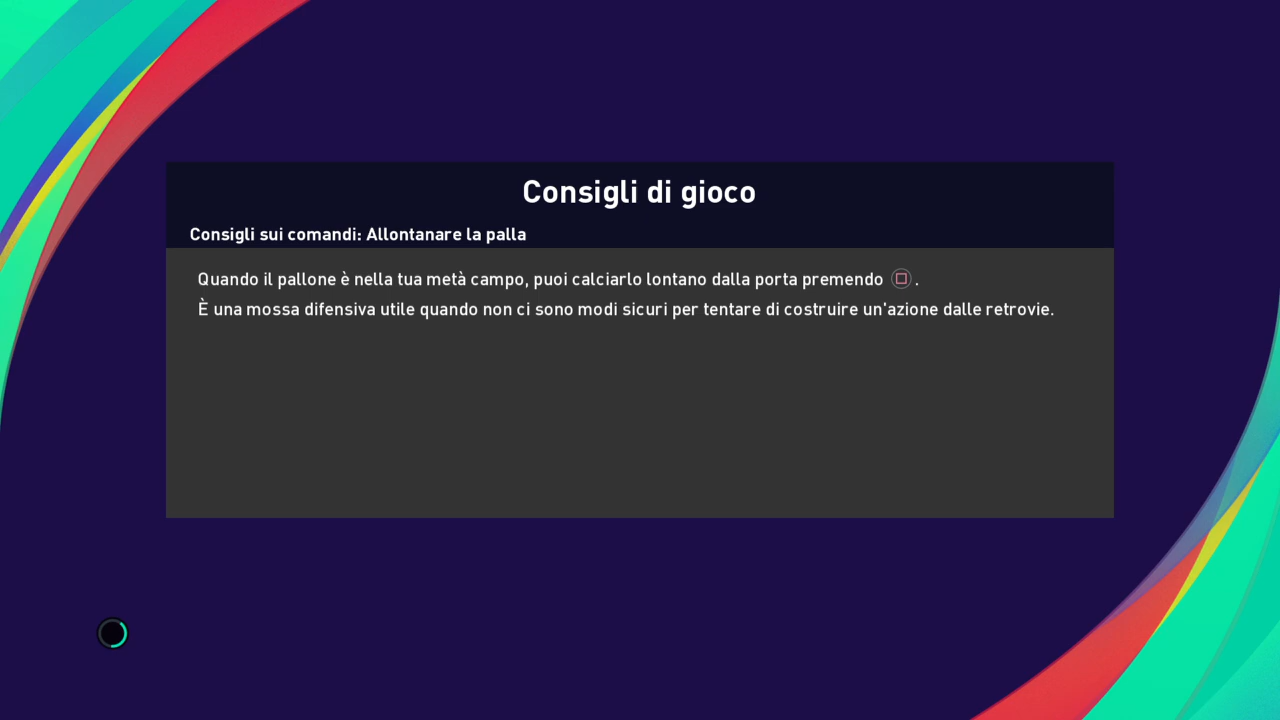 Consigli di gioco
Consigli sui comandi: Allontanare la palla
Quando il pallone è nella tua metà campo, puoi calciarlo lontano dalla porta premendo .
È una mossa difensiva utile quando non ci sono modi sicuri per tentare di costruire un'azione dalle retrovie.